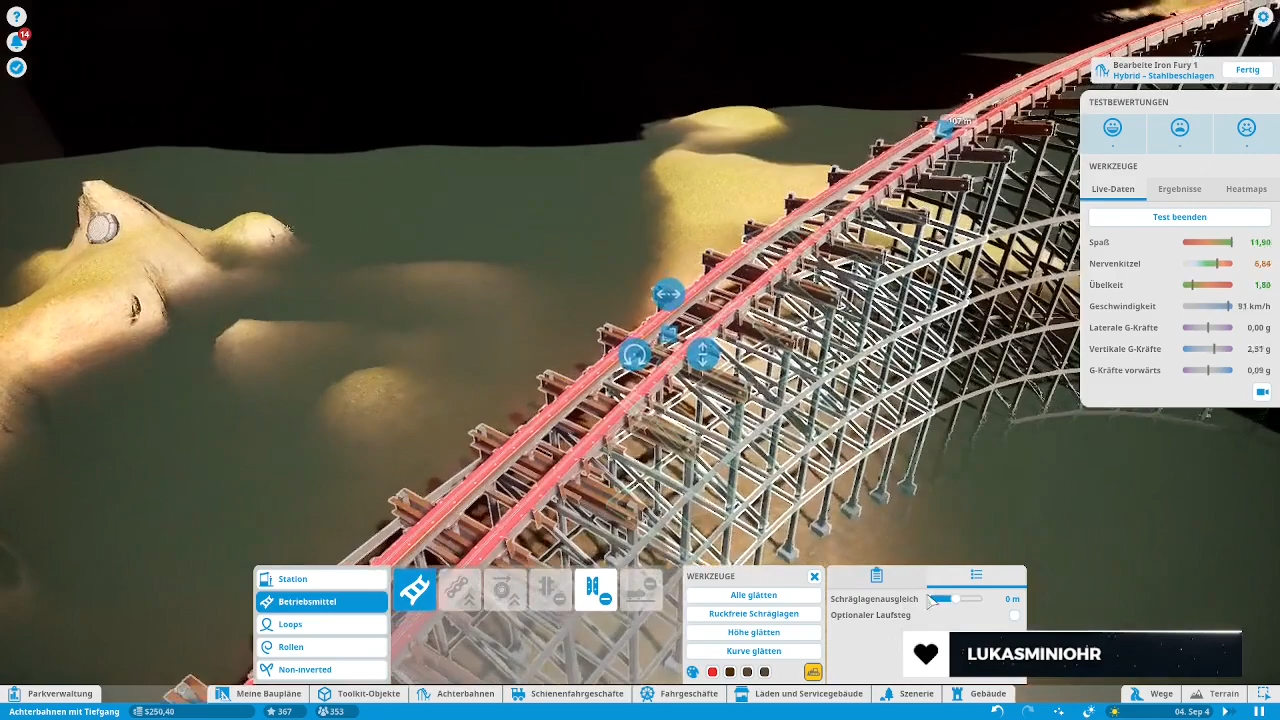 14
107 m
Bearbeite Iron Fury 1
Hybrid – Stahlbeschlagen
Fertig
TESTBEWERTUNGEN
- - -
WERKZEUGE
Live-Daten Ergebnisse Heatmaps
Test beenden
Spaß 11,90
Nervenkitzel 6,84
Übelkeit 1,80
Geschwindigkeit 91 km/h
Laterale G-Kräfte 0,00 g
Vertikale G-Kräfte g
G-Kräfte vorwärts 0,09 g
Station
Betriebsmittel
Loops
Rollen
Non-inverted
WERKZEUGE
Alle glätten
Ruckfreie Schräglagen
Höhe glätten
Kurve glätten
Schräglagenausgleich 0 m
Optionaler Laufsteg
LUKASMINIOHR
Parkverwaltung Meine Baupläne Toolkit-Objekte Achterbahnen Schienenfahrgeschäfte Fahrgeschäfte Läden und Servicegebäude Szenerie Gebäude Wege Terrain
Achterbahnen mit Tiefgang $250,40 367 353 04. Sep 4